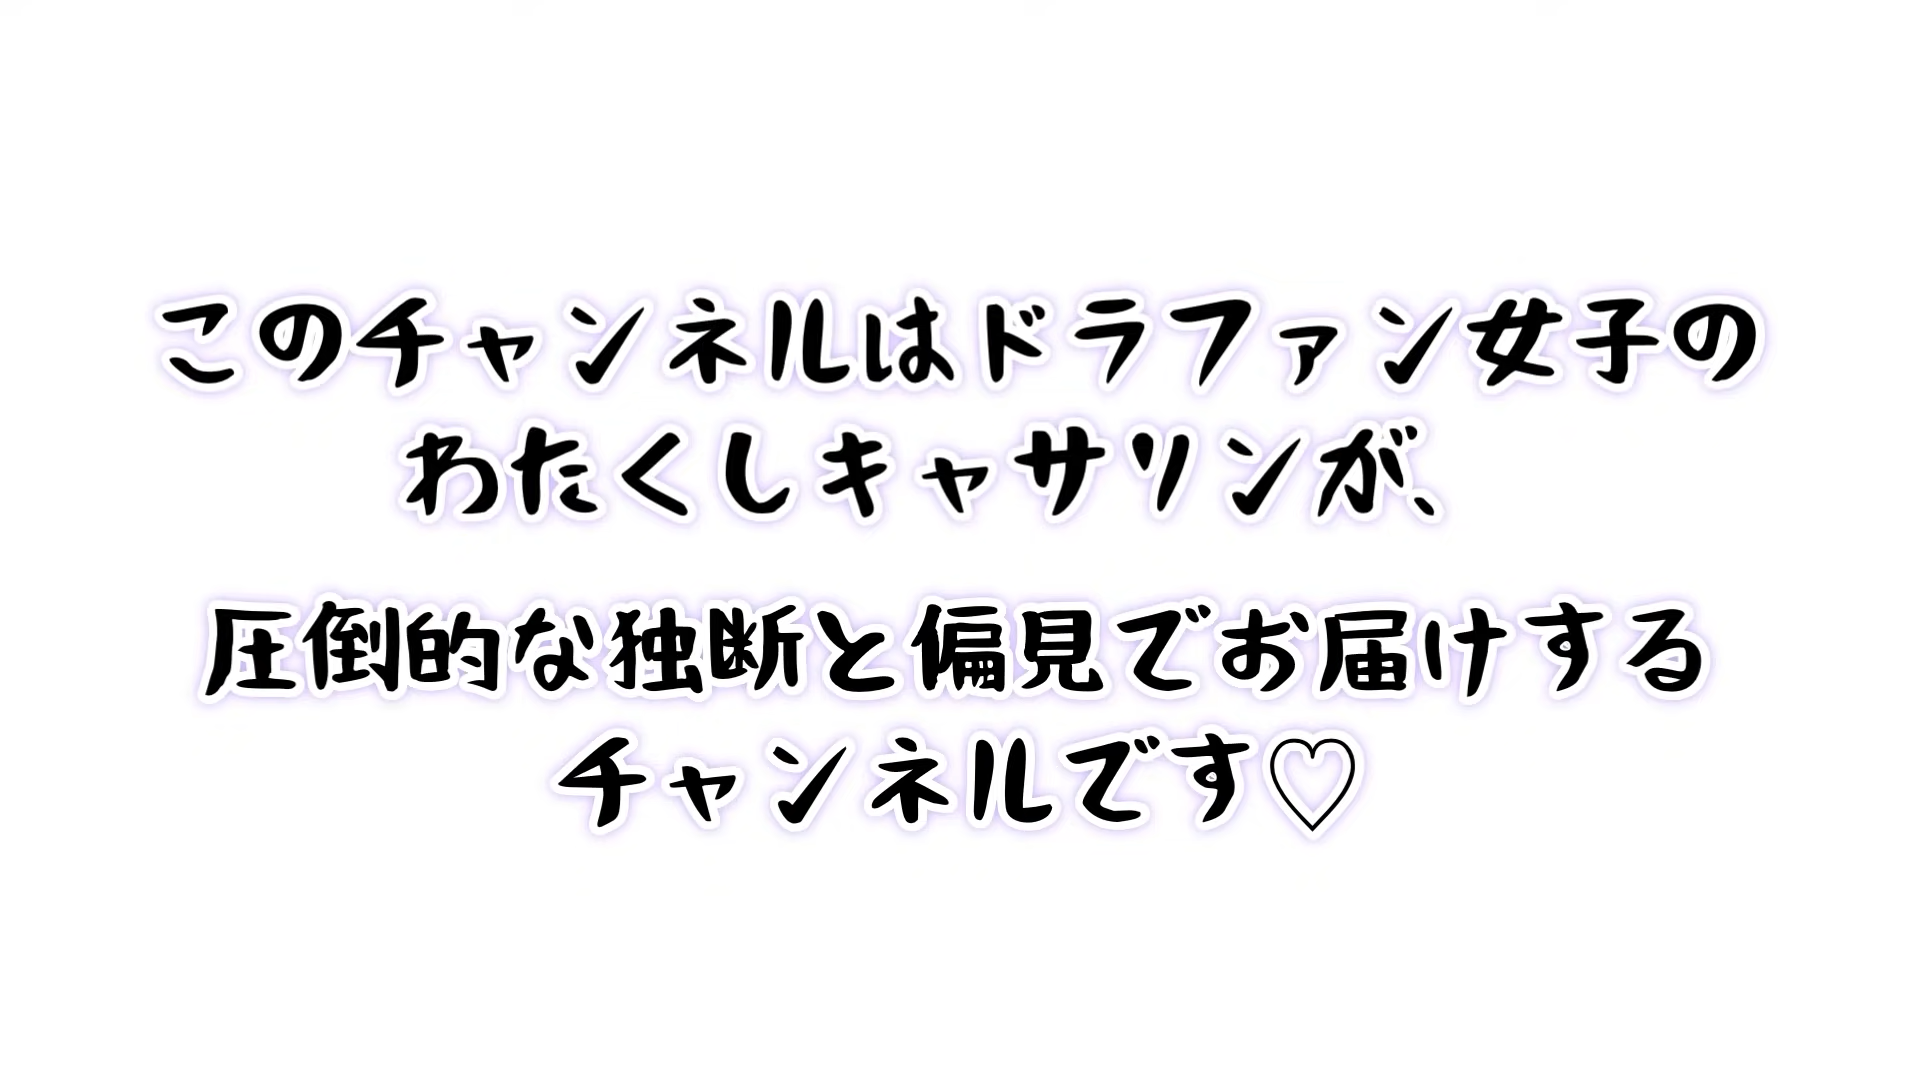 このチャンネルはドラファン女子の
わたくしキャサリンが、
圧倒的な独断と偏見でお届けする
チャンネルです♡